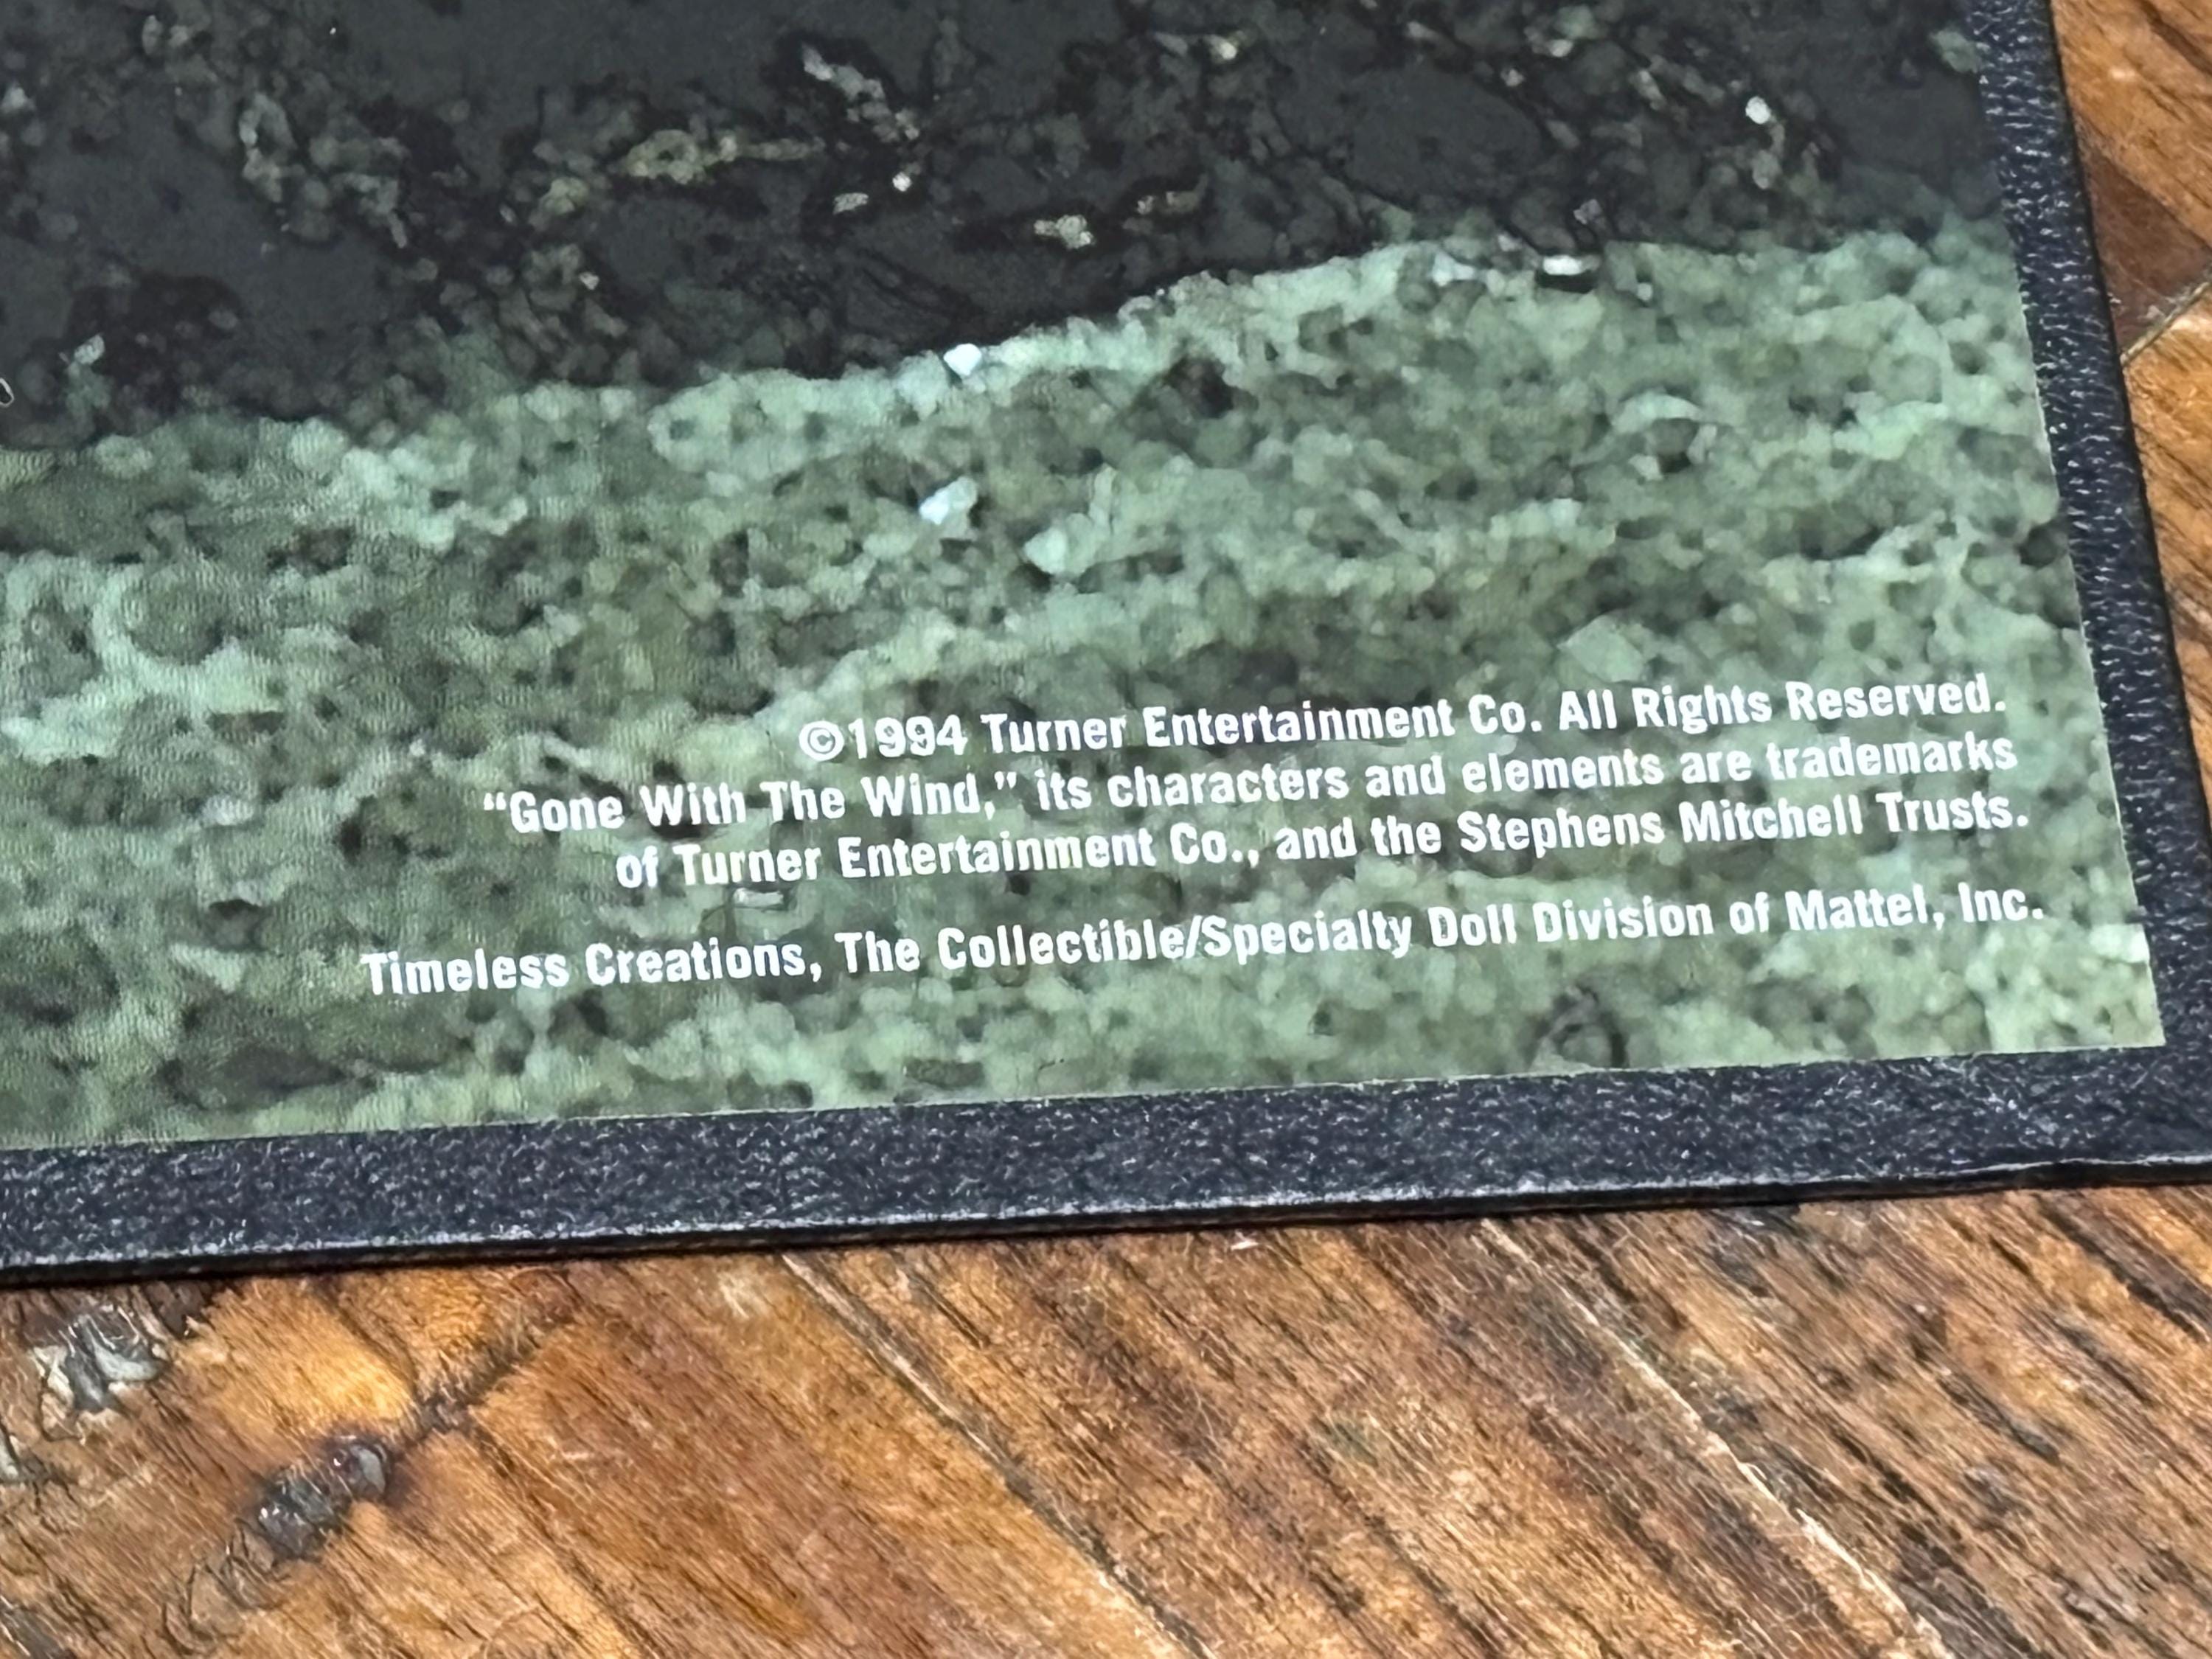 ©1994 Turner Entertainment Co. All Rights Reserved.
“Gone With The Wind,” its characters and elements are trademarks
of Turner Entertainment Co., and the Stephens Mitchell Trusts.
Timeless Creations, The Collectible/Specialty Doll Division of Mattel, Inc.